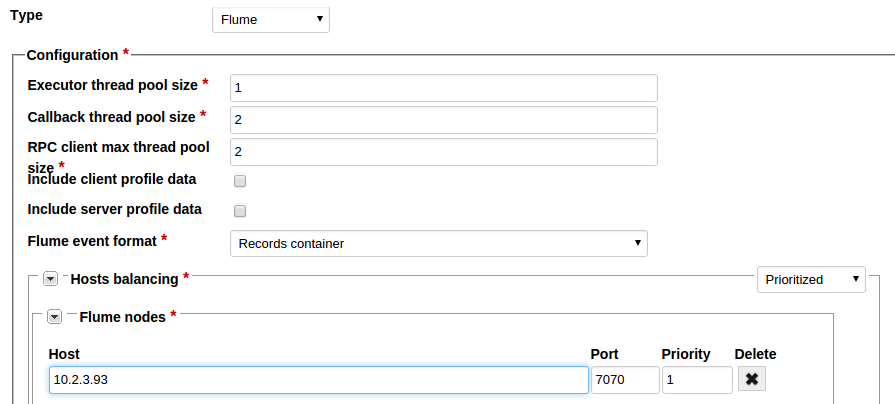 Type Flume
Configuration *
Executor thread pool size * 1
Callback thread pool size * 2
RPC client max thread pool
size * 2
Include client profile data
Include server profile data
Flume event format * Records container
Hosts balancing * Prioritized
Flume nodes *
Host Port Priority Delete
10.2.3.93 7070 1